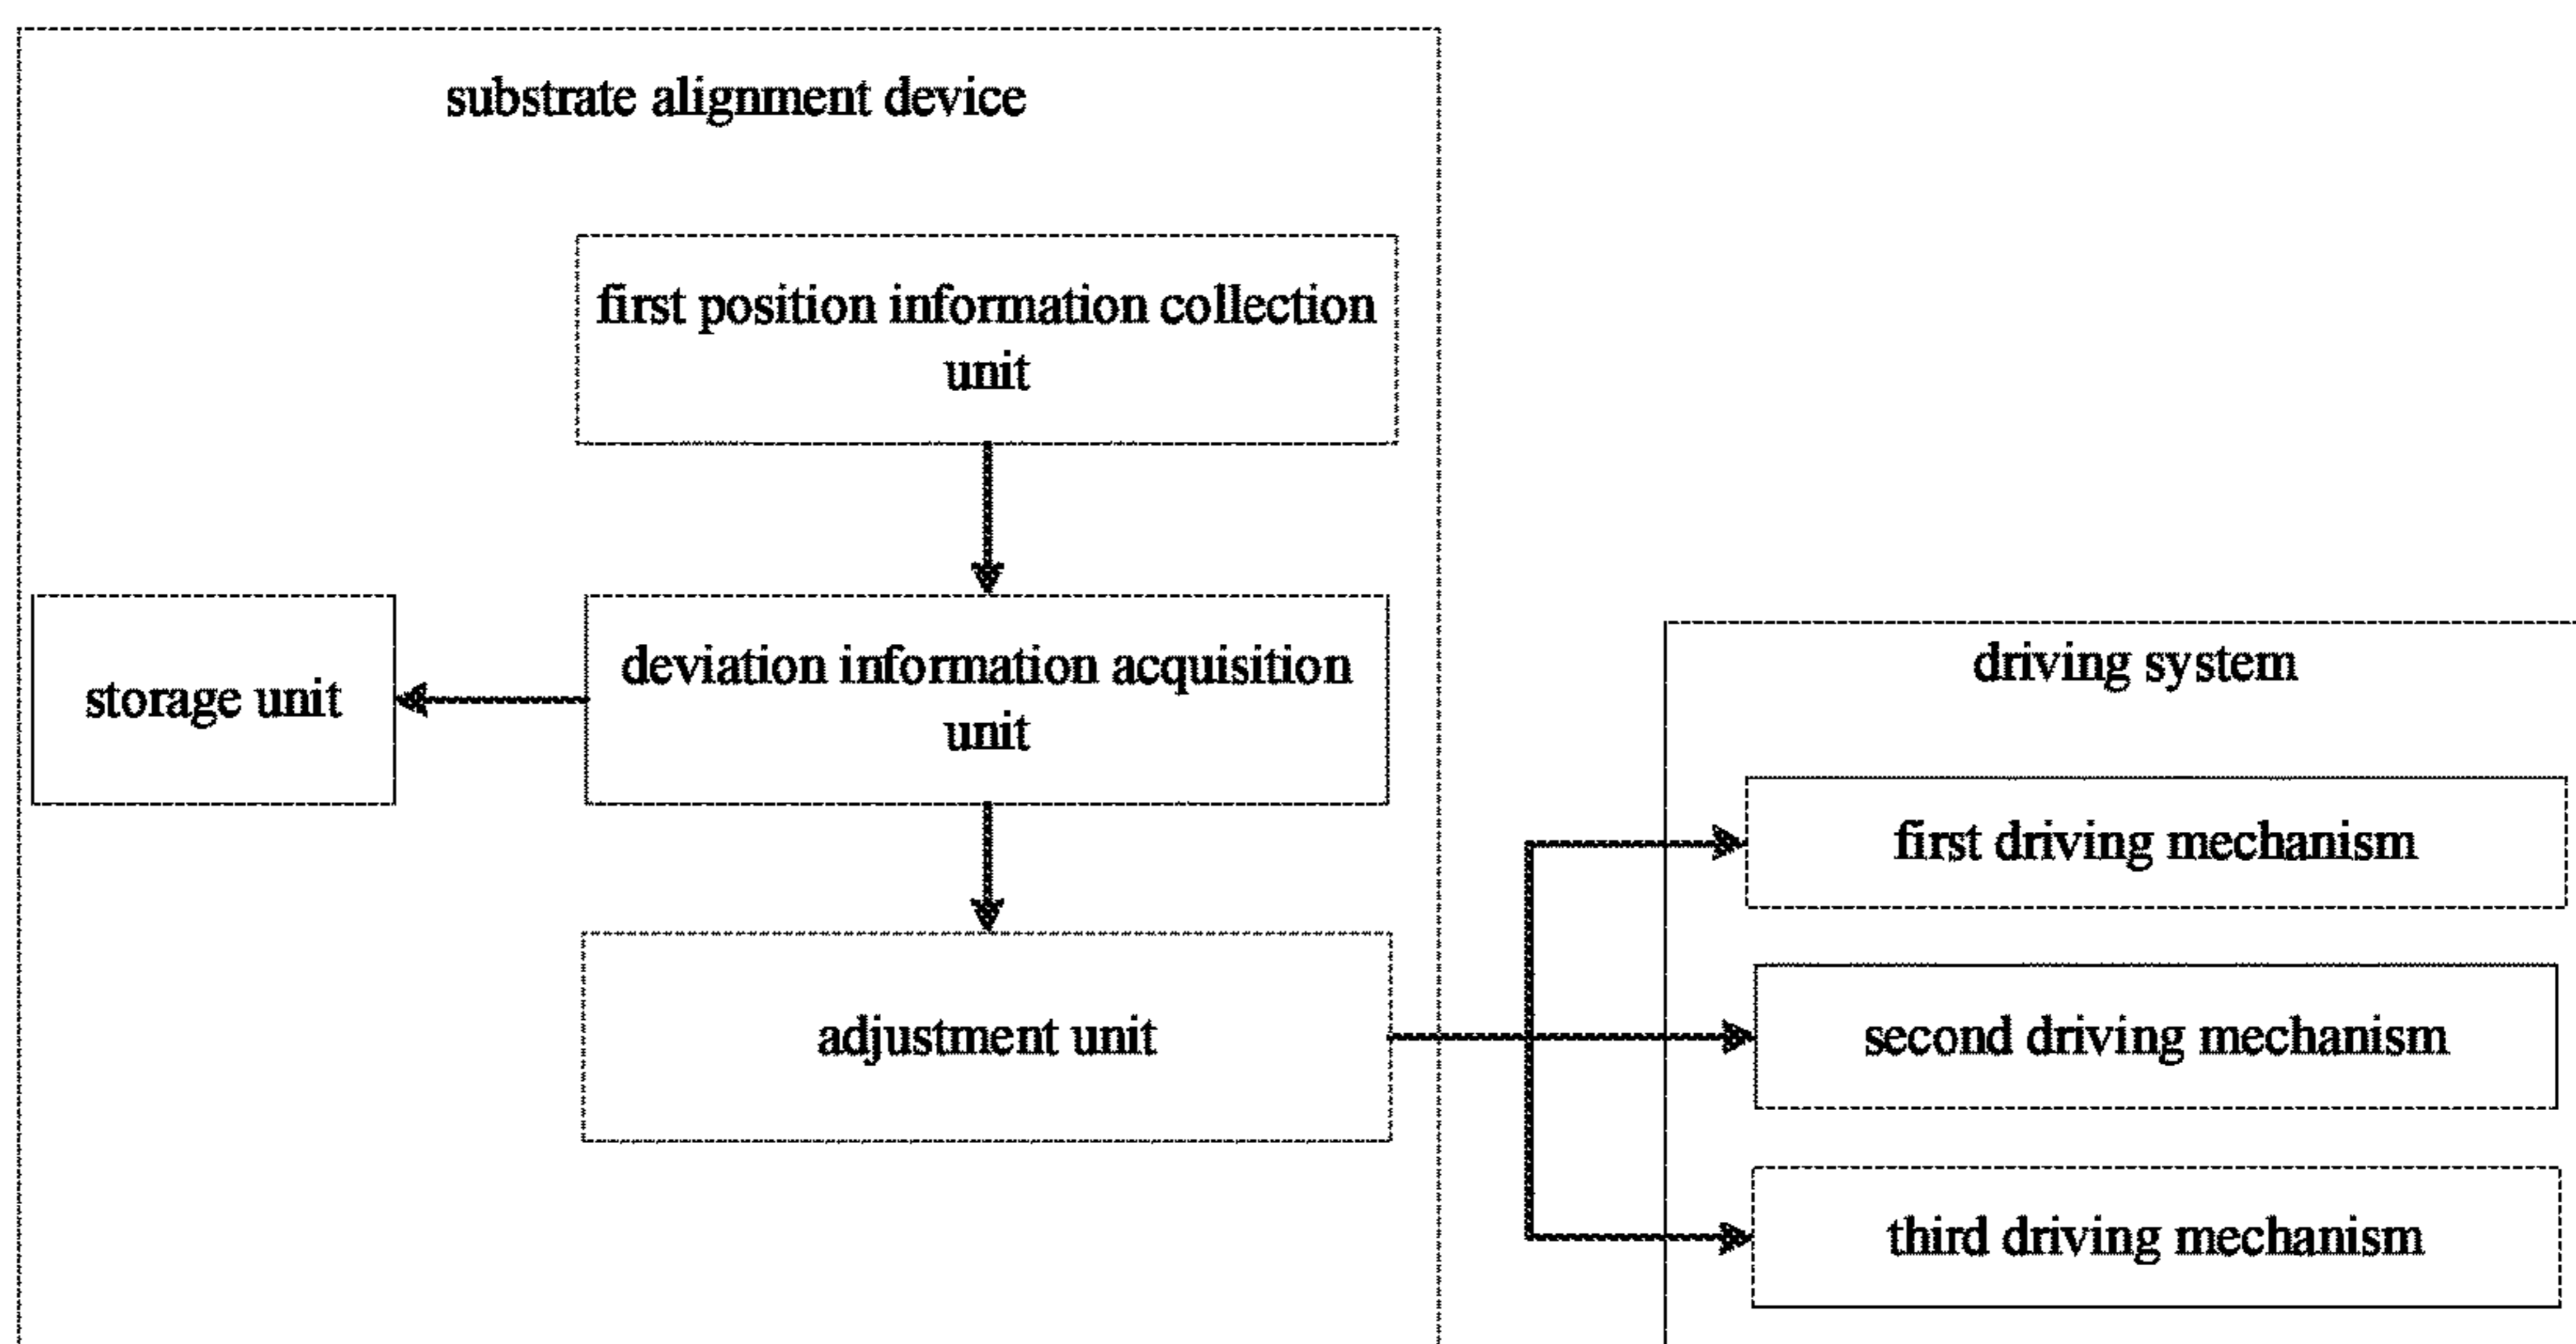 substrate alignment device
first position information collection
unit
deviation information acquisition
unit
storage unit
adjustment unit
driving system
first driving mechanism
second driving mechanism
third driving mechanism